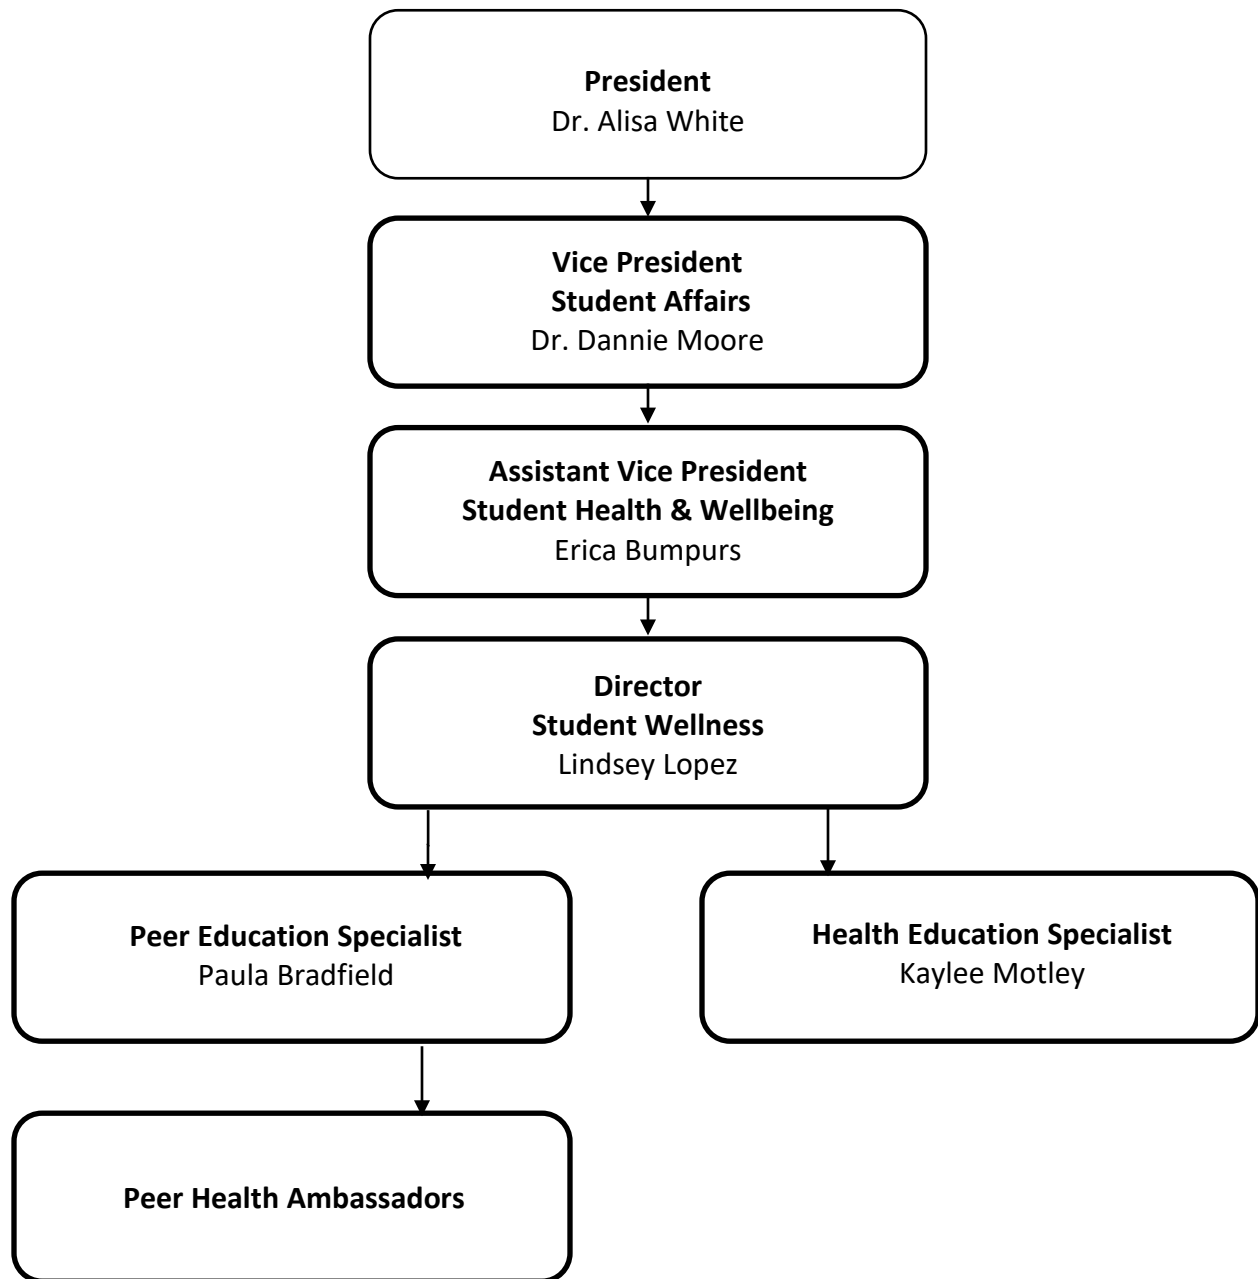 President
Dr. Alisa White
Vice President
Student Affairs
Dr. Dannie Moore
Assistant Vice President
Student Health & Wellbeing
Erica Bumpurs
Director
Student Wellness
Lindsey Lopez
Peer Education Specialist
Paula Bradfield
Health Education Specialist
Kaylee Motley
Peer Health Ambassadors